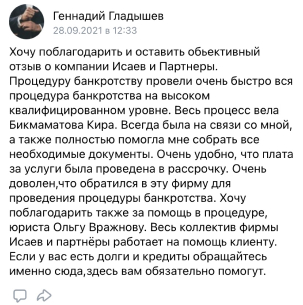 Геннадий Гладышев
28.09.2021 в 12:33
Хочу поблагодарить и оставить обьективный
отзыв о компании Исаев и Партнеры.
Процедуру банкротству провели очень быстро вся
процедура банкротства на высоком
квалифицированном уровне. Весь процесс вела
Бикмаматова Кира. Всегда была на связи со мной,
а также полностью помогла мне собрать все
необходимые документы. Очень удобно, что плата
за услуги была проведена в рассрочку. Очень
доволен,что обратился в эту фирму для
проведения процедуры банкротства. Хочу
поблагодарить также за помощь в процедуре,
юриста Ольгу Вражнову. Весь коллектив фирмы
Исаев и партнёры работает на помощь клиенту.
Если у вас есть долги и кредиты обращайтесь
именно сюда,здесь вам обязательно помогут.